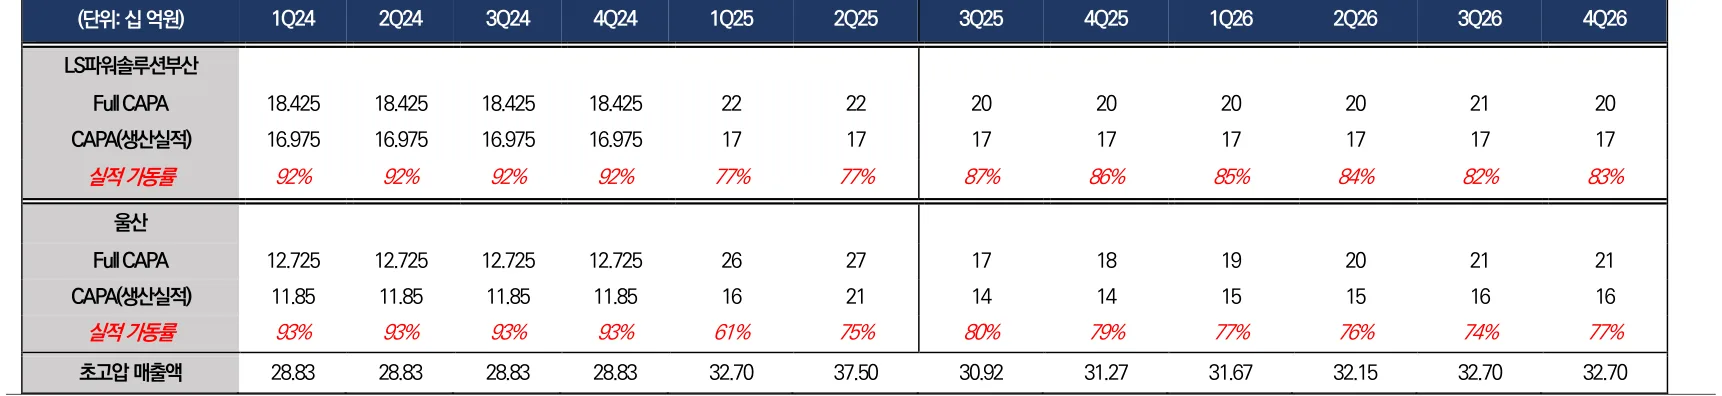 (단위: 십 억원) 1Q24 2Q24 3Q24 4Q24 1Q25 2Q25 3Q25 4Q25 1Q26 2Q26 3Q26 4Q26
LS파워솔루션부산
Full CAPA 18.425 18.425 18.425 18.425 22 22 20 20 20 20 21 20
CAPA(생산실적) 16.975 16.975 16.975 16.975 17 17 17 17 17 17 17 17
실적 가동률 92% 92% 92% 92% 77% 77% 87% 86% 85% 84% 82% 83%
울산
Full CAPA 12.725 12.725 12.725 12.725 26 27 17 18 19 20 21 21
CAPA(생산실적) 11.85 11.85 11.85 11.85 16 21 14 14 15 15 16 16
실적 가동률 93% 93% 93% 93% 61% 75% 80% 79% 77% 76% 74% 77%
초고압 매출액 28.83 28.83 28.83 28.83 32.70 37.50 30.92 31.27 31.67 32.15 32.70 32.70